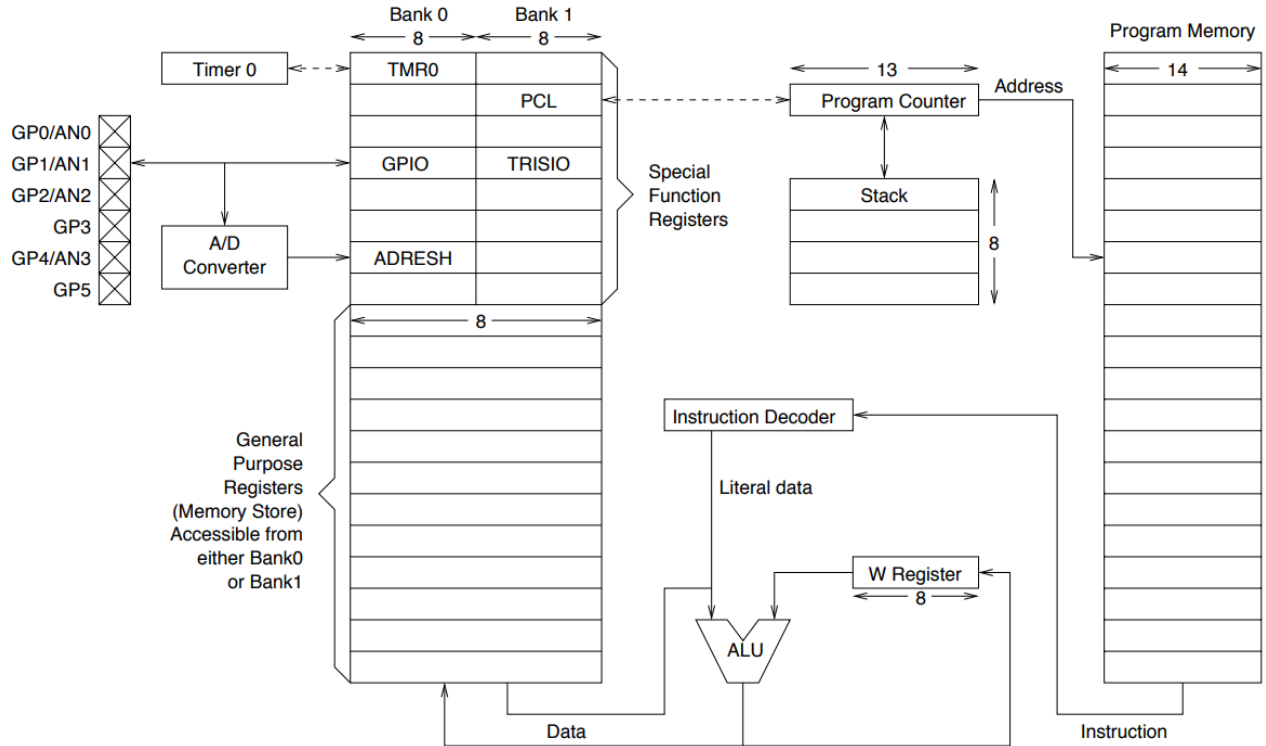 Bank 0
Bank 1
8
8
Program Memory
Timer 0
TMR0
13
14
PCL
Program Counter
Address
GP0/AN0
GP1/AN1
GPIO
TRISIO
Special
Function
Registers
GP2/AN2
Stack
GP3
A/D
Converter
8
GP4/AN3
ADRESH
GP5
8
Instruction Decoder
General
Purpose
Registers
(Memory Store)
Accessible from
either Bank0
or Bank1
Literal data
W Register
8
ALU
Data
Instruction